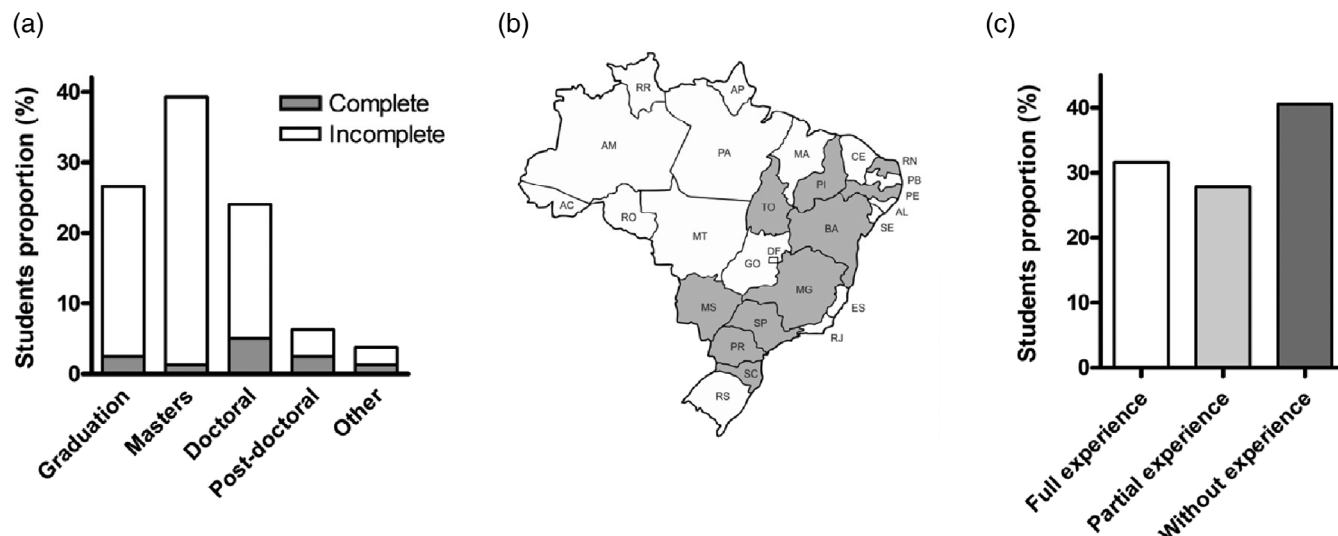 (a)
Students proportion (%)
40
30
20
10
0
Complete
Incomplete
Graduation
Masters
Doctoral
Post-doctoral
Other
(b)
RR
AP
AM
PA
MA
CE
RN
PB
PE
AL
SE
PI
TO
AC
RO
MT
BA
DF
GO
MG
MS
ES
SP
RJ
PR
SC
RS
(c)
Students proportion (%)
40
30
20
10
0
Full experience
Partial experience
Without experience